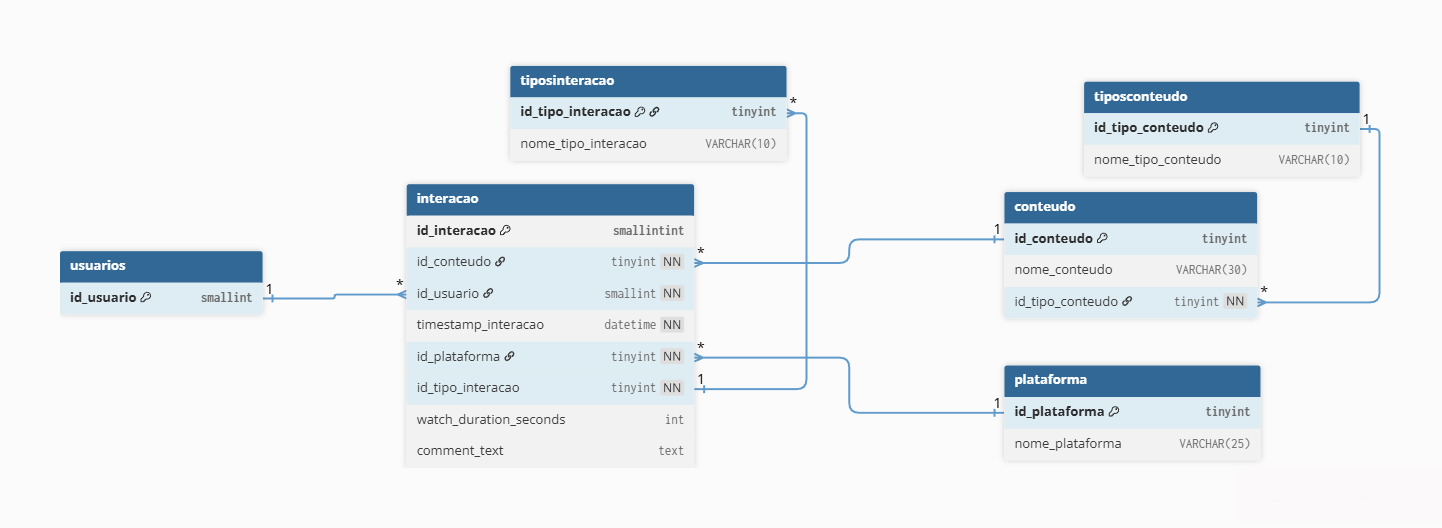 tiposinteracao
id_tipo_interacao tinyint
nome_tipo_interacao VARCHAR(10)
*
tiposconteudo
id_tipo_conteudo tinyint
nome_tipo_conteudo VARCHAR(10)
1
interacao
id_interacao smallintint
id_conteudo tinyint NN
id_usuario smallint NN
timestamp_interacao datetime NN
id_plataforma tinyint NN
id_tipo_interacao tinyint NN
watch_duration_seconds int
comment_text text
*
*
*
1
usuarios
id_usuario smallint
1
conteudo
id_conteudo tinyint
nome_conteudo VARCHAR(30)
id_tipo_conteudo tinyint NN
1
*
plataforma
id_plataforma tinyint
nome_plataforma VARCHAR(25)
1